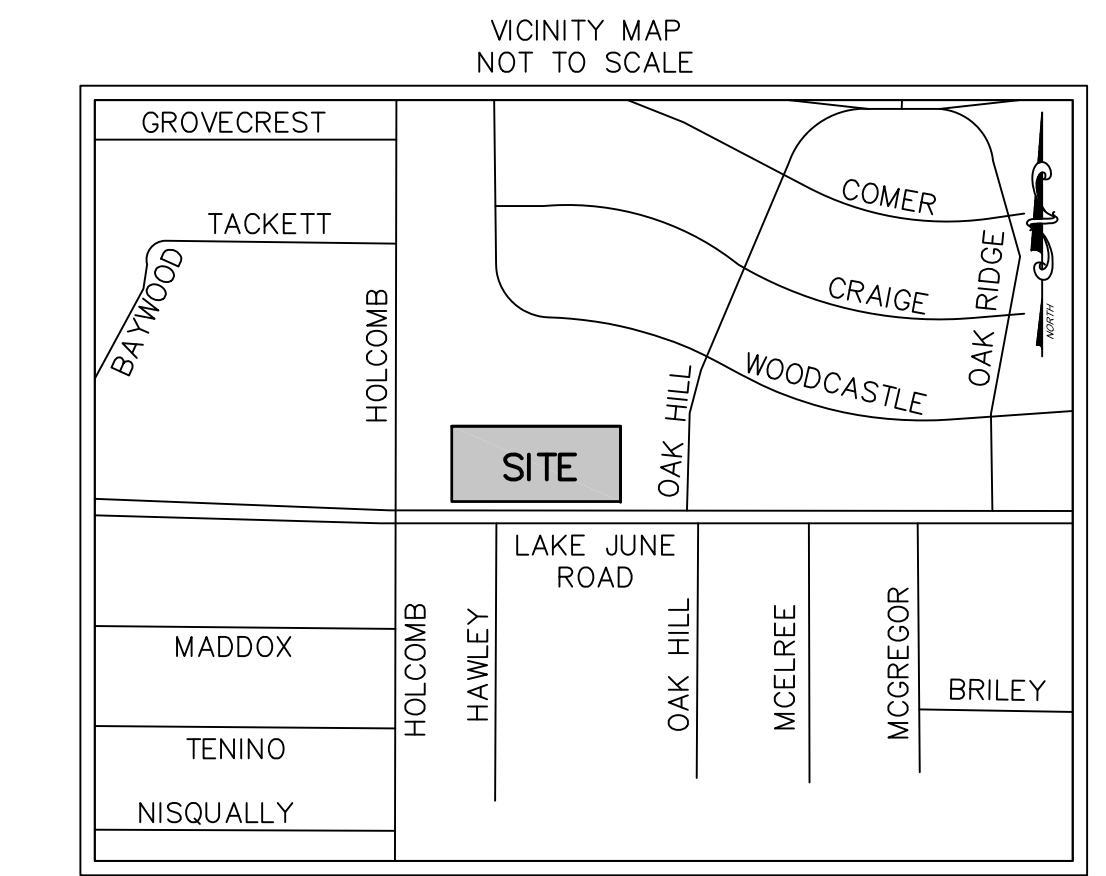 VICINITY MAP
NOT TO SCALE
GROVECREST
TACKETT
BAYWOOD
HOLCOMB
COMER
CRAIGE
OAK RIDGE
NORTH
WOODCASTLE
OAK HILL
SITE
LAKE JUNE
ROAD
MADDOX
HOLCOMB
HAWLEY
OAK HILL
MCELREE
MCGREGOR
BRILEY
TENINO
NISQUALLY